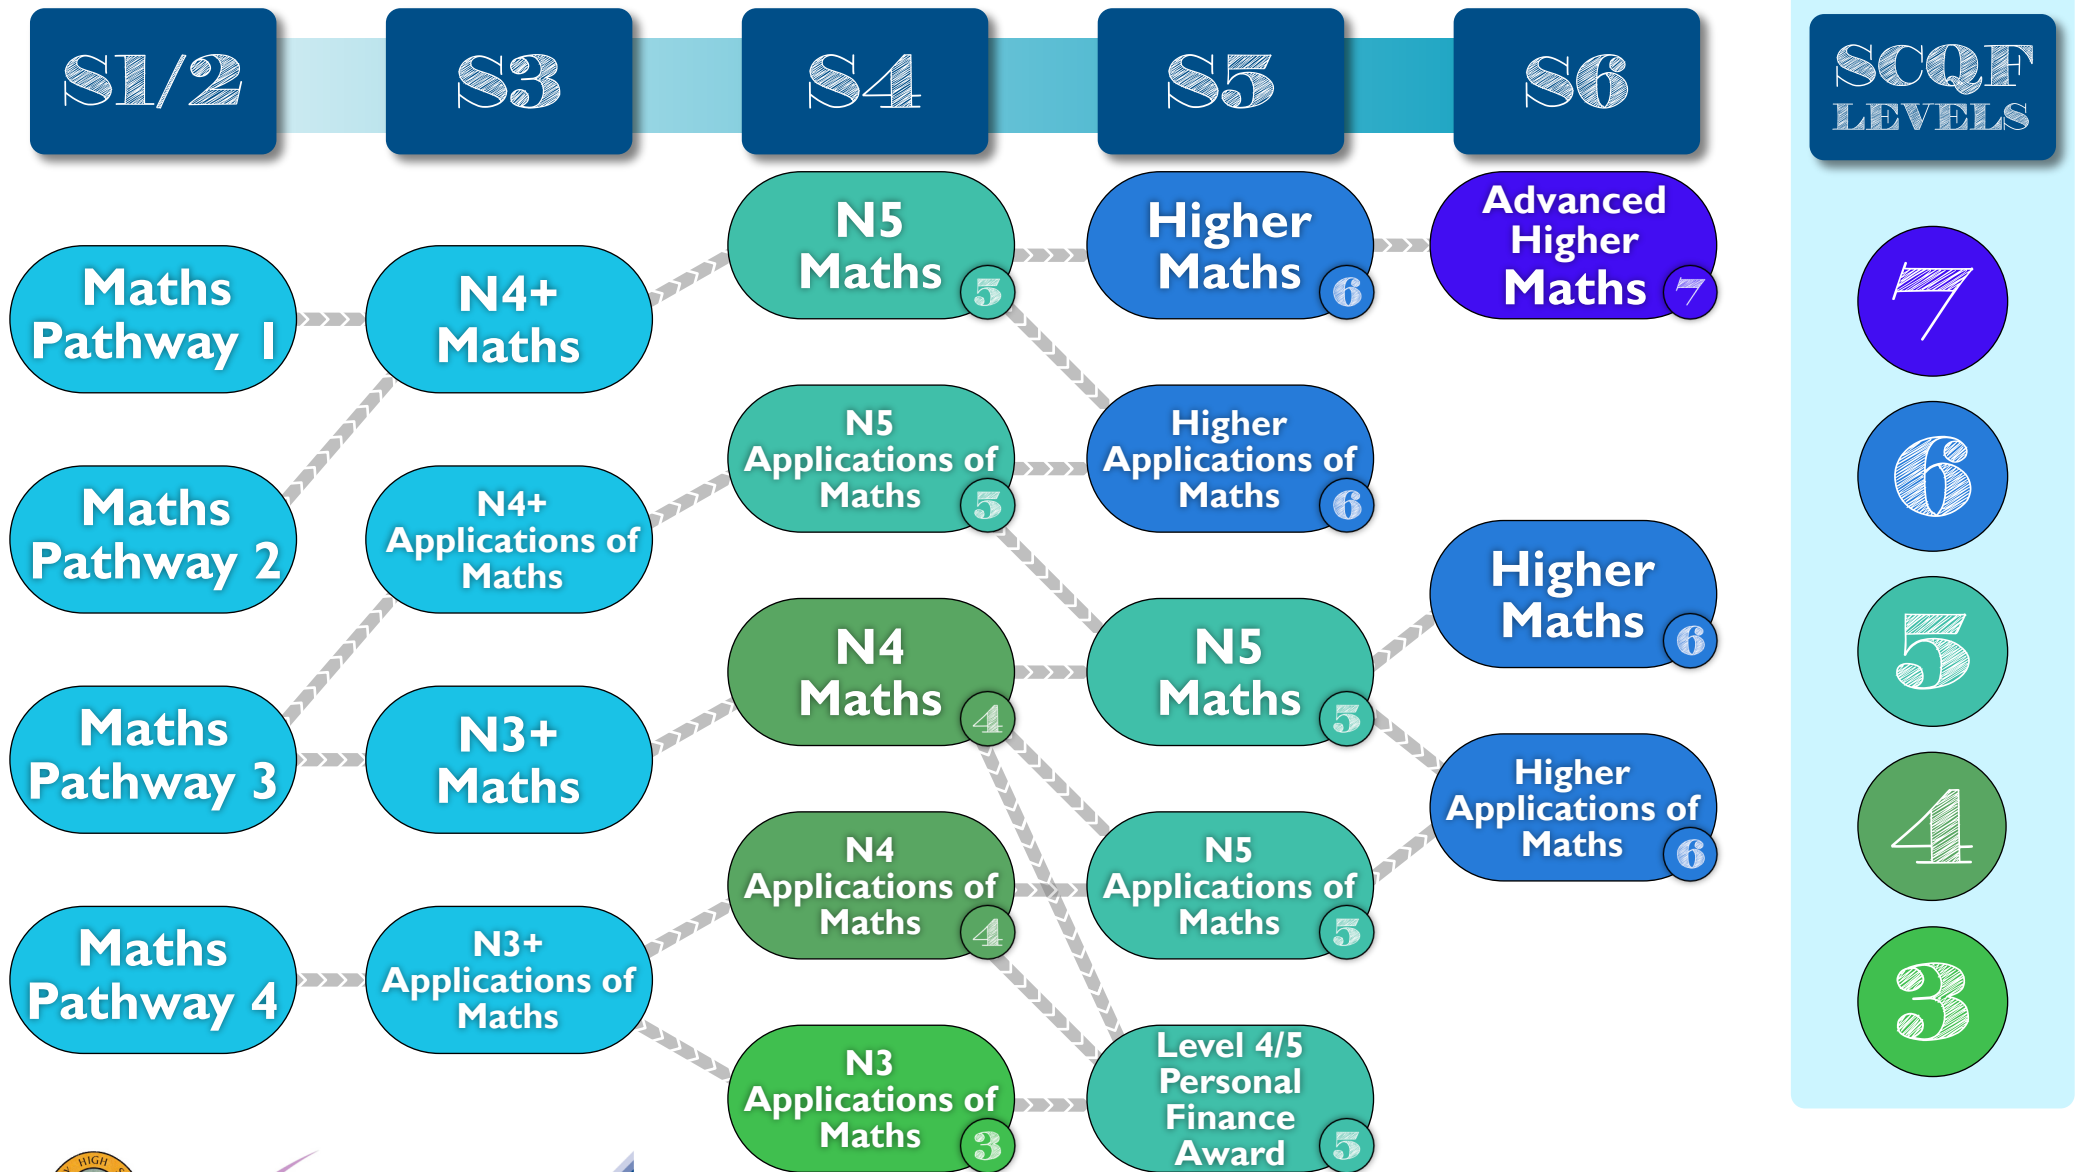 S1/2
S3
S4
S5
S6
SCQF
LEVELS
Maths
Pathway 1
Maths
Pathway 2
Maths
Pathway 3
Maths
Pathway 4
N4+
Maths
N4+
Applications of
Maths
N3+
Maths
N3+
Applications of
Maths
N5
Maths
5
N5
Applications of
Maths
5
N4
Maths
4
N4
Applications of
Maths
4
N3
Applications of
Maths
3
Higher
Maths
6
Higher
Applications of
Maths
6
N5
Maths
5
N5
Applications of
Maths
5
Level 4/5
Personal
Finance
Award
5
Advanced
Higher
Maths
7
Higher
Maths
6
Higher
Applications of
Maths
6
7
6
5
4
3
HIGH